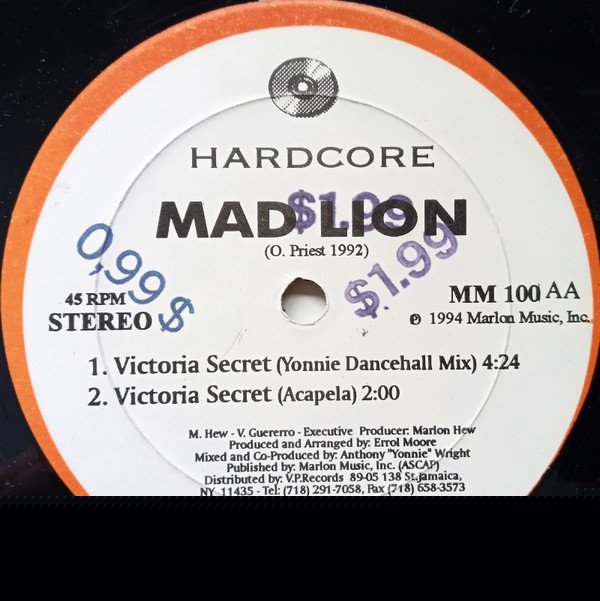 HARDCORE
MAD LION
$1.99
(O. Priest 1992)
$1.99
0,99 $
45 RPM
STEREO
MM 100 AA
℗ 1994 Marlon Music, Inc.
1. Victoria Secret (Yonnie Dancehall Mix) 4:24
2. Victoria Secret (Acapela) 2:00
M. Hew - V. Guererro - Executive Producer: Marlon Hew
Produced and Arranged by: Errol Moore
Mixed and Co-Produced by: Anthony "Yonnie" Wright
Published by: Marlon Music, Inc. (ASCAP)
Distributed by: V.P.Records 89-05 138 St.Jamaica,
NY 11435 - Tel: (718) 291-7058, Fax (718) 658-3573